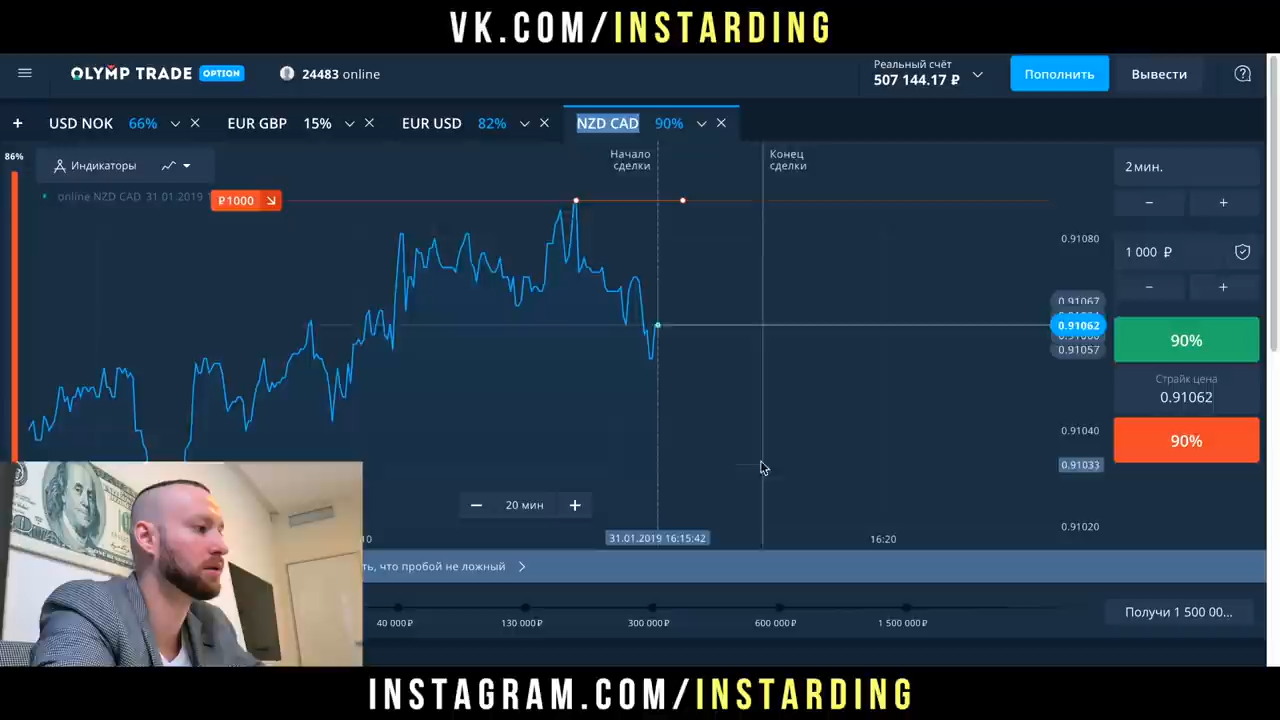 VK.COM/INSTARDING
OLYMP TRADE OPTION
24483 online
Реальный счёт
507 144.17 ₽
Пополнить
Вывести
+ USD NOK 66%
EUR GBP 15%
EUR USD 82%
NZD CAD 90%
86%
Индикаторы
Начало сделки
Конец сделки
2мин.
online NZD CAD 31 01 2019 1
₽1000
− +
0.91080
1 000 ₽
− +
0.91067
0.91062
0.91057
90%
Страйк цена
0.91062
0.91040
90%
0.91033
− 20 мин +
0.91020
10
31.01.2019 16:15:42
16:20
ть, что пробой не ложный
40 000₽
130 000₽
300 000₽
600 000₽
1 500 000₽
Получи 1 500 00...
INSTAGRAM.COM/INSTARDING